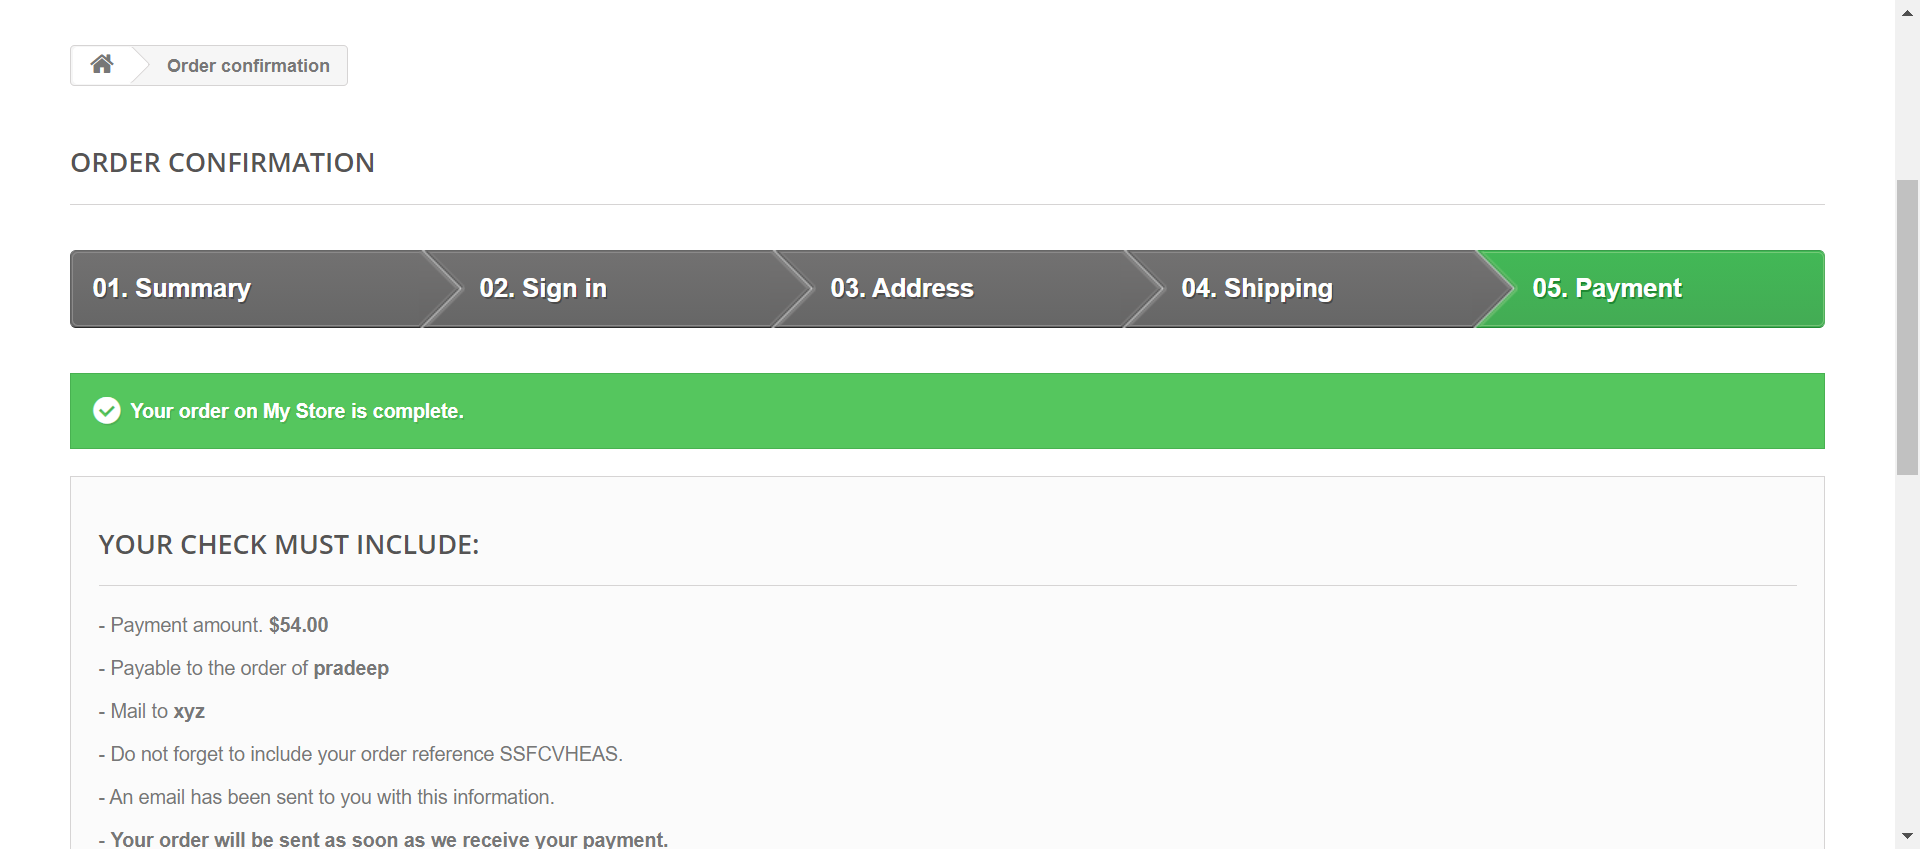 Order confirmation
ORDER CONFIRMATION
01. Summary
02. Sign in
03. Address
04. Shipping
05. Payment
Your order on My Store is complete.
YOUR CHECK MUST INCLUDE:
- Payment amount. $54.00
- Payable to the order of pradeep
- Mail to xyz
- Do not forget to include your order reference SSFCVHEAS.
- An email has been sent to you with this information.
- Your order will be sent as soon as we receive your payment.